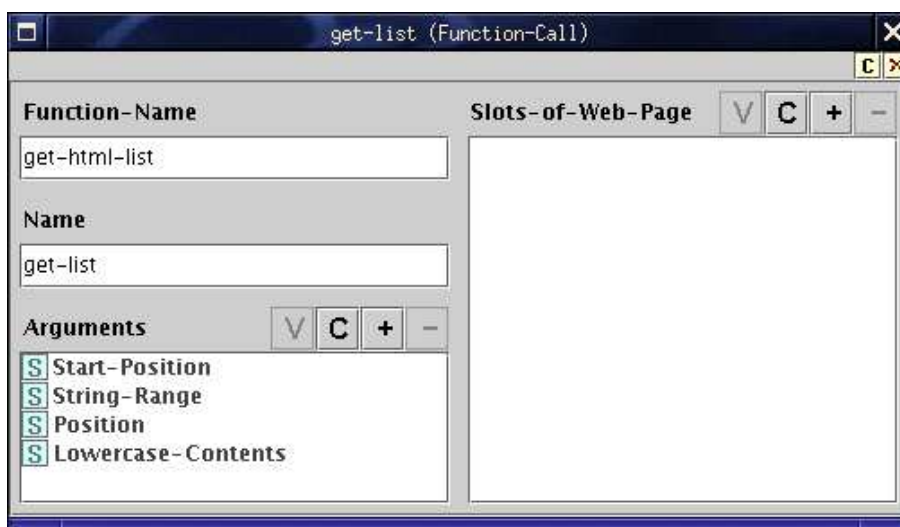 get-list (Function-Call)
C
Function-Name
get-html-list
Name
get-list
Arguments V C + −
S Start-Position
S String-Range
S Position
S Lowercase-Contents
Slots-of-Web-Page V C + −